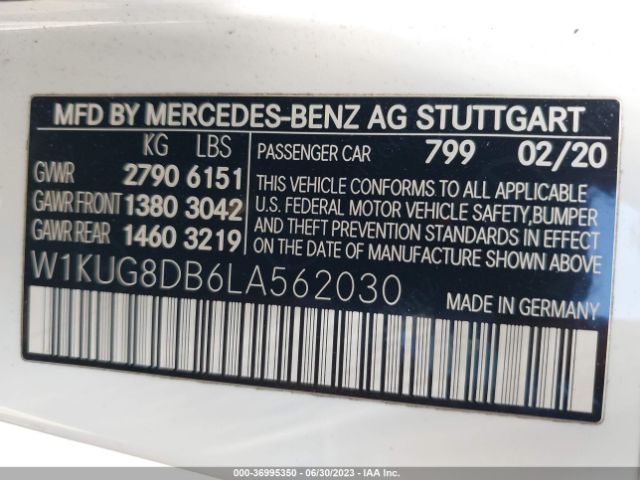 MFD BY MERCEDES-BENZ AG STUTTGART
KG LBS
GVWR 2790 6151
GAWR FRONT 1380 3042
GAWR REAR 1460 3219
PASSENGER CAR 799 02/20
THIS VEHICLE CONFORMS TO ALL APPLICABLE
U.S. FEDERAL MOTOR VEHICLE SAFETY,BUMPER
AND THEFT PREVENTION STANDARDS IN EFFECT
ON THE DATE OF MANUFACTURE SHOWN ABOVE.
W1KUG8DB6LA562030
MADE IN GERMANY
000-36995350 - 06/30/2023 - IAAI.com